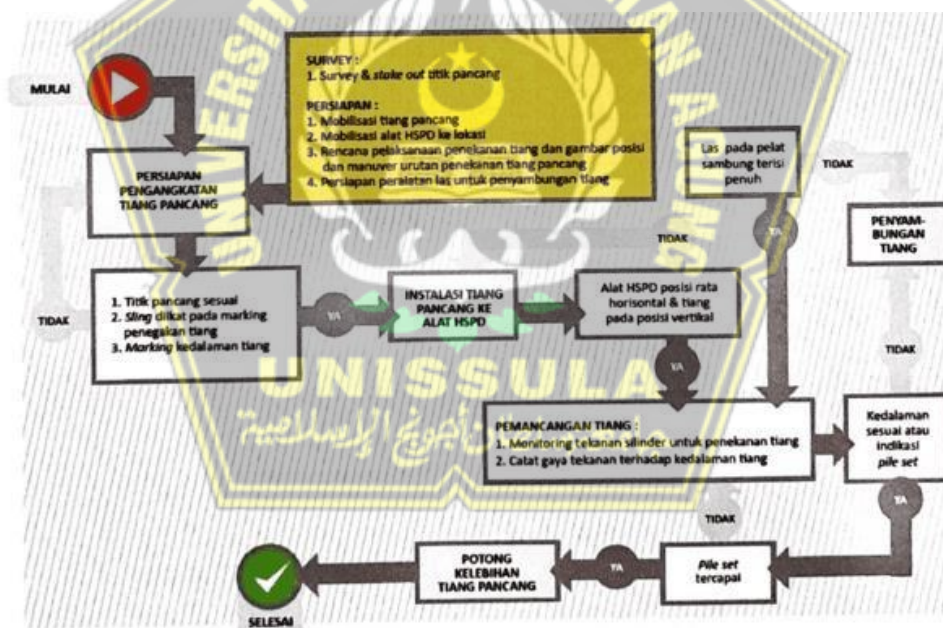 MULAI
SURVEY :
1. Survey & stake out titik pancang
PERSIAPAN :
1. Mobilisasi tiang pancang
2. Mobilisasi alat HSPD ke lokasi
3. Rencana pelaksanaan penekanan tiang dan gambar posisi
dan manuver urutan penekanan tiang pancang
4. Persiapan peralatan las untuk penyambungan tiang
PERSIAPAN
PENGANGKATAN
TIANG PANCANG
Las pada pelat
sambung terisi
penuh
TIDAK
YA
PENYAM-
BUNGAN
TIANG
TIDAK
1. Titik pancang sesuai
2. Sling diikat pada marking
penegakan tiang
3. Marking kedalaman tiang
TIDAK
YA
INSTALASI TIANG
PANCANG KE
ALAT HSPD
Alat HSPD posisi rata
horisontal & tiang
pada posisi vertikal
YA
TIDAK
PEMANCANGAN TIANG :
1. Monitoring tekanan silinder untuk penekanan tiang
2. Catat gaya tekanan terhadap kedalaman tiang
Kedalaman
sesuai atau
indikasi
pile set
YA
TIDAK
Pile set
tercapai
YA
POTONG
KELEBIHAN
TIANG PANCANG
SELESAI
UNISSULA